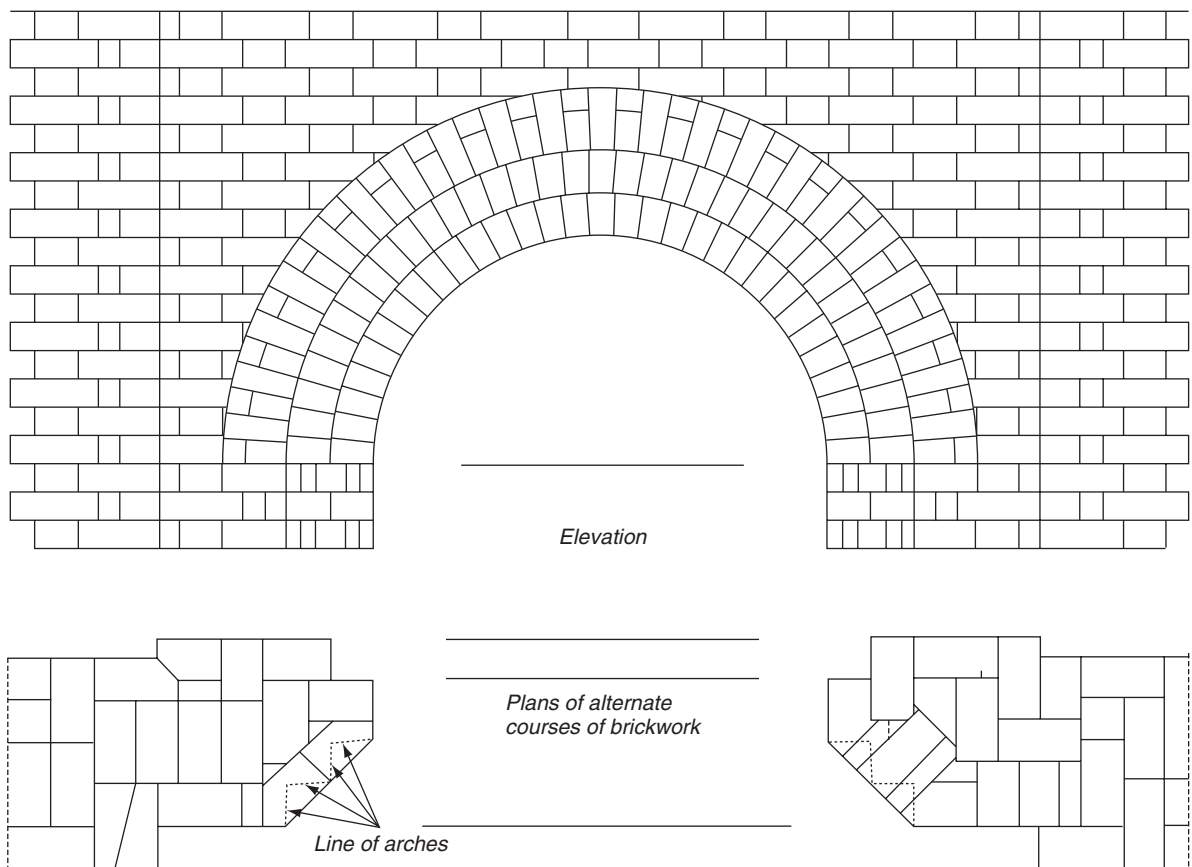 Elevation
Plans of alternate
courses of brickwork
Line of arches